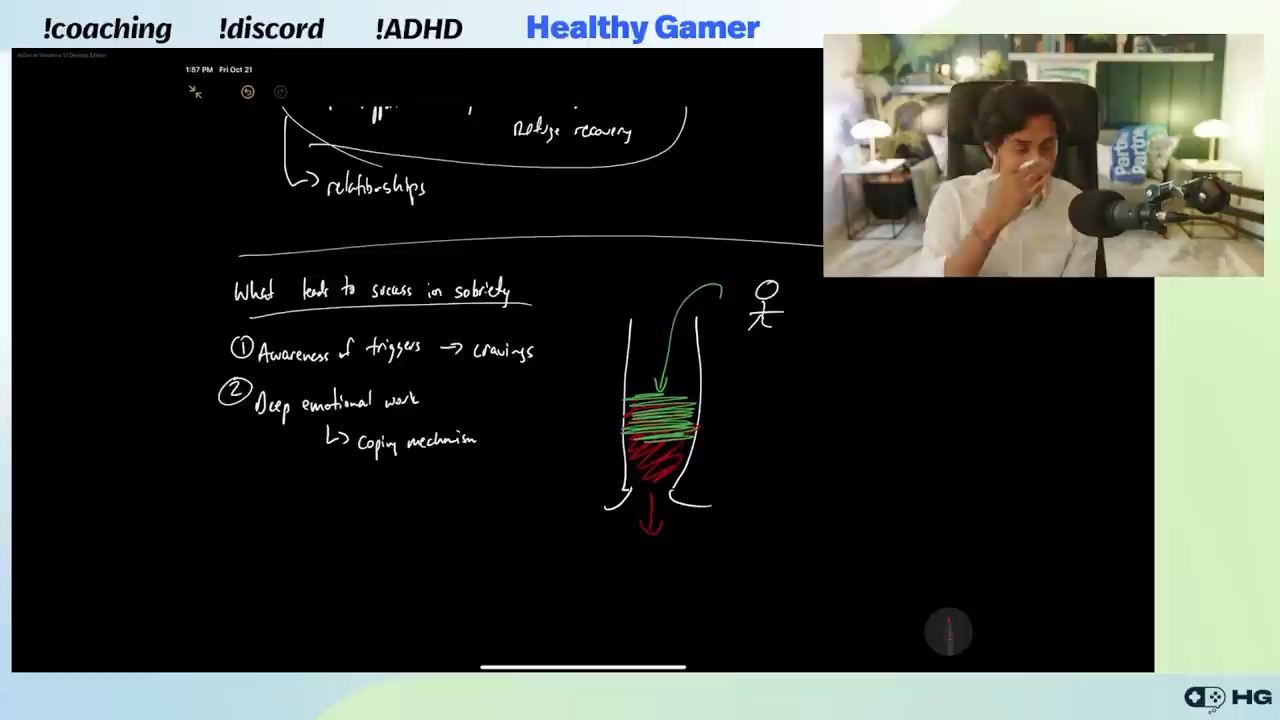 !coaching !discord !ADHD Healthy Gamer
1:57 PM Fri Oct 21
Refuge recovery
relationships
What leads to success in sobriety
① Awareness of triggers → cravings
② Deep emotional work
↳ Coping mechanism
HG